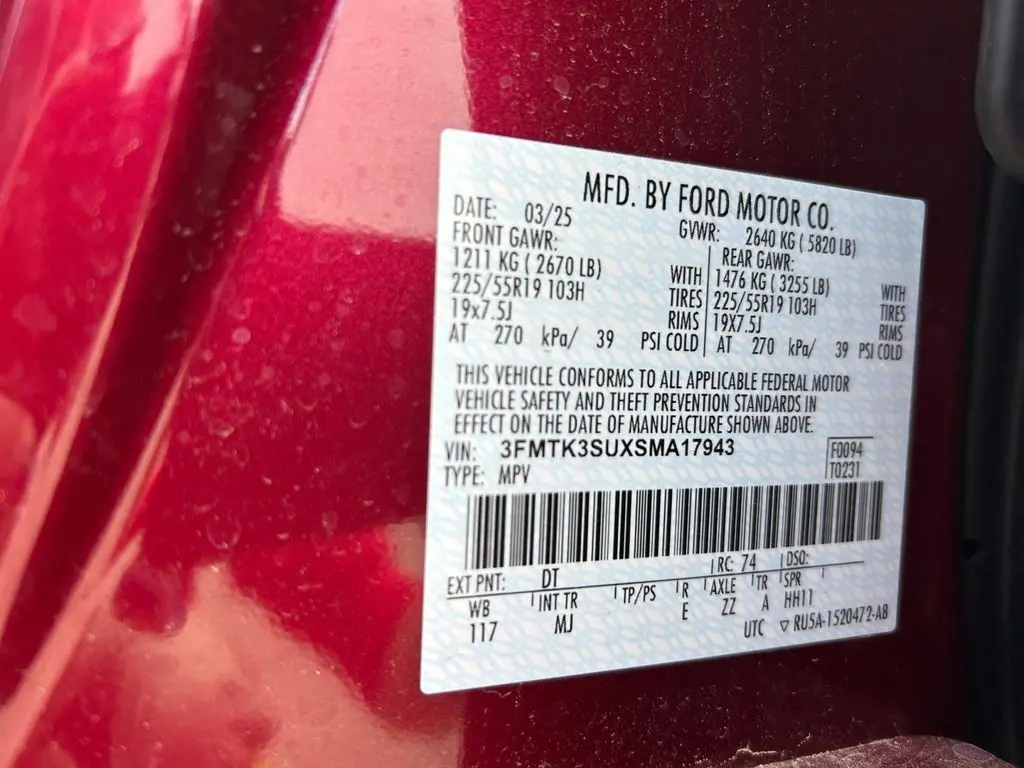 MFD. BY FORD MOTOR CO.
DATE: 03/25 GVWR: 2640 KG ( 5820 LB)
FRONT GAWR: REAR GAWR:
1211 KG ( 2670 LB) WITH 1476 KG ( 3255 LB) WITH
225/55R19 103H TIRES 225/55R19 103H TIRES
19x7.5J RIMS 19X7.5J RIMS
AT 270 kPa/ 39 PSI COLD AT 270 kPa/ 39 PSI COLD
THIS VEHICLE CONFORMS TO ALL APPLICABLE FEDERAL MOTOR
VEHICLE SAFETY AND THEFT PREVENTION STANDARDS IN
EFFECT ON THE DATE OF MANUFACTURE SHOWN ABOVE.
VIN: 3FMTK3SUXSMA17943 F0094
TYPE: MPV T0231
EXT PNT: DT RC: 74 DSO:
WB INT TR TP/PS R AXLE TR SPR
117 MJ E ZZ A HH11
UTC ▽ RU5A-1520472-AB